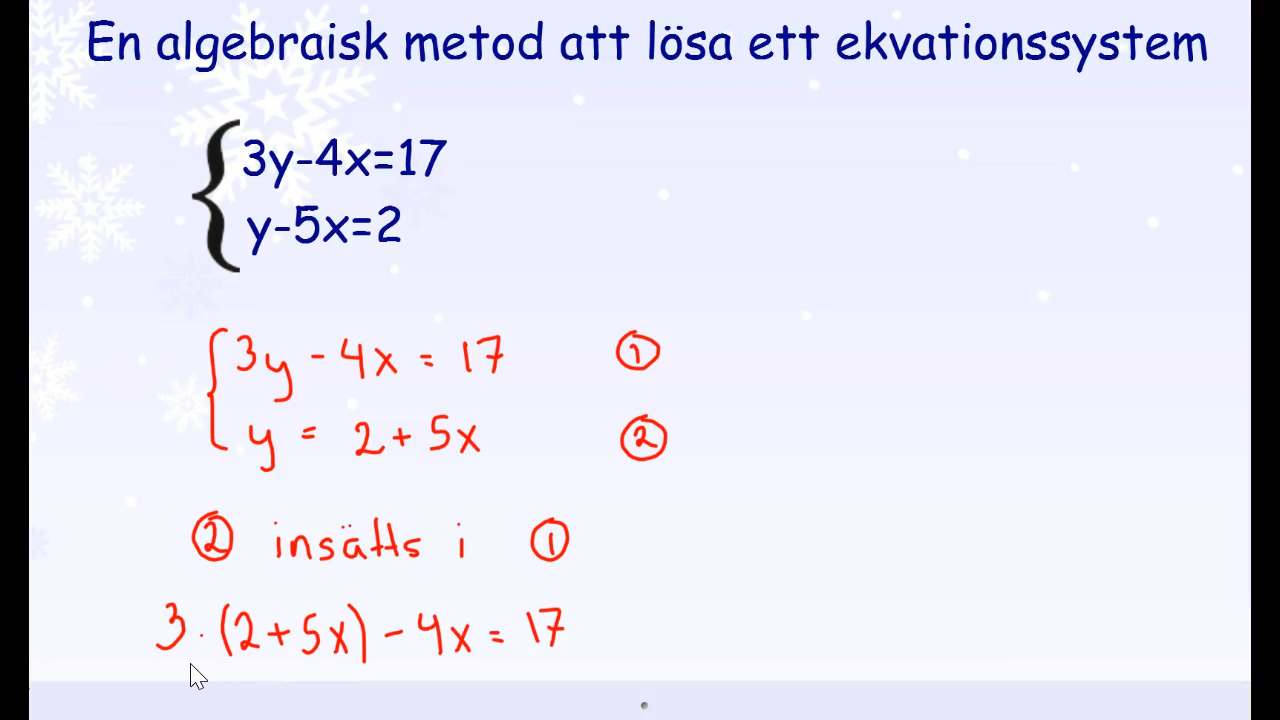 En algebraisk metod att lösa ett ekvationssystem
3y-4x=17
y-5x=2
3y - 4x = 17 ①
y = 2 + 5x ②
② insätts i ①
3 · (2 + 5x) - 4x = 17